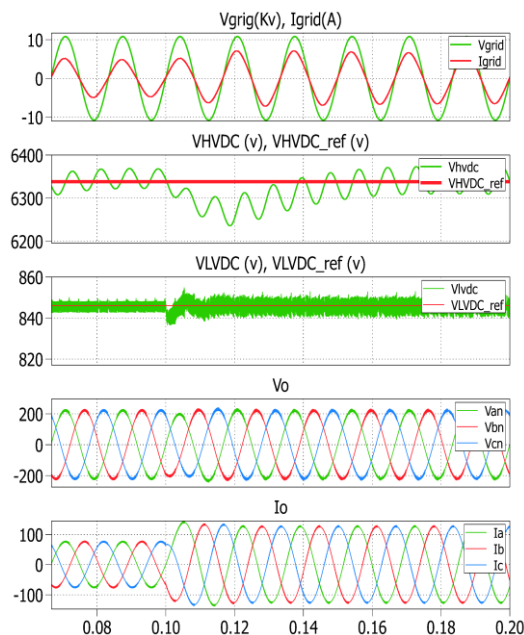 Vgrig(Kv), Igrid(A)
10
0
-10
Vgrid
Igrid
VHVDC (v), VHVDC_ref (v)
6400
6300
6200
Vhvdc
VHVDC_ref
VLVDC (v), VLVDC_ref (v)
860
840
820
Vlvdc
VLVDC_ref
Vo
200
0
-200
Van
Vbn
Vcn
Io
100
0
-100
Ia
Ib
Ic
0.08 0.10 0.12 0.14 0.16 0.18 0.20